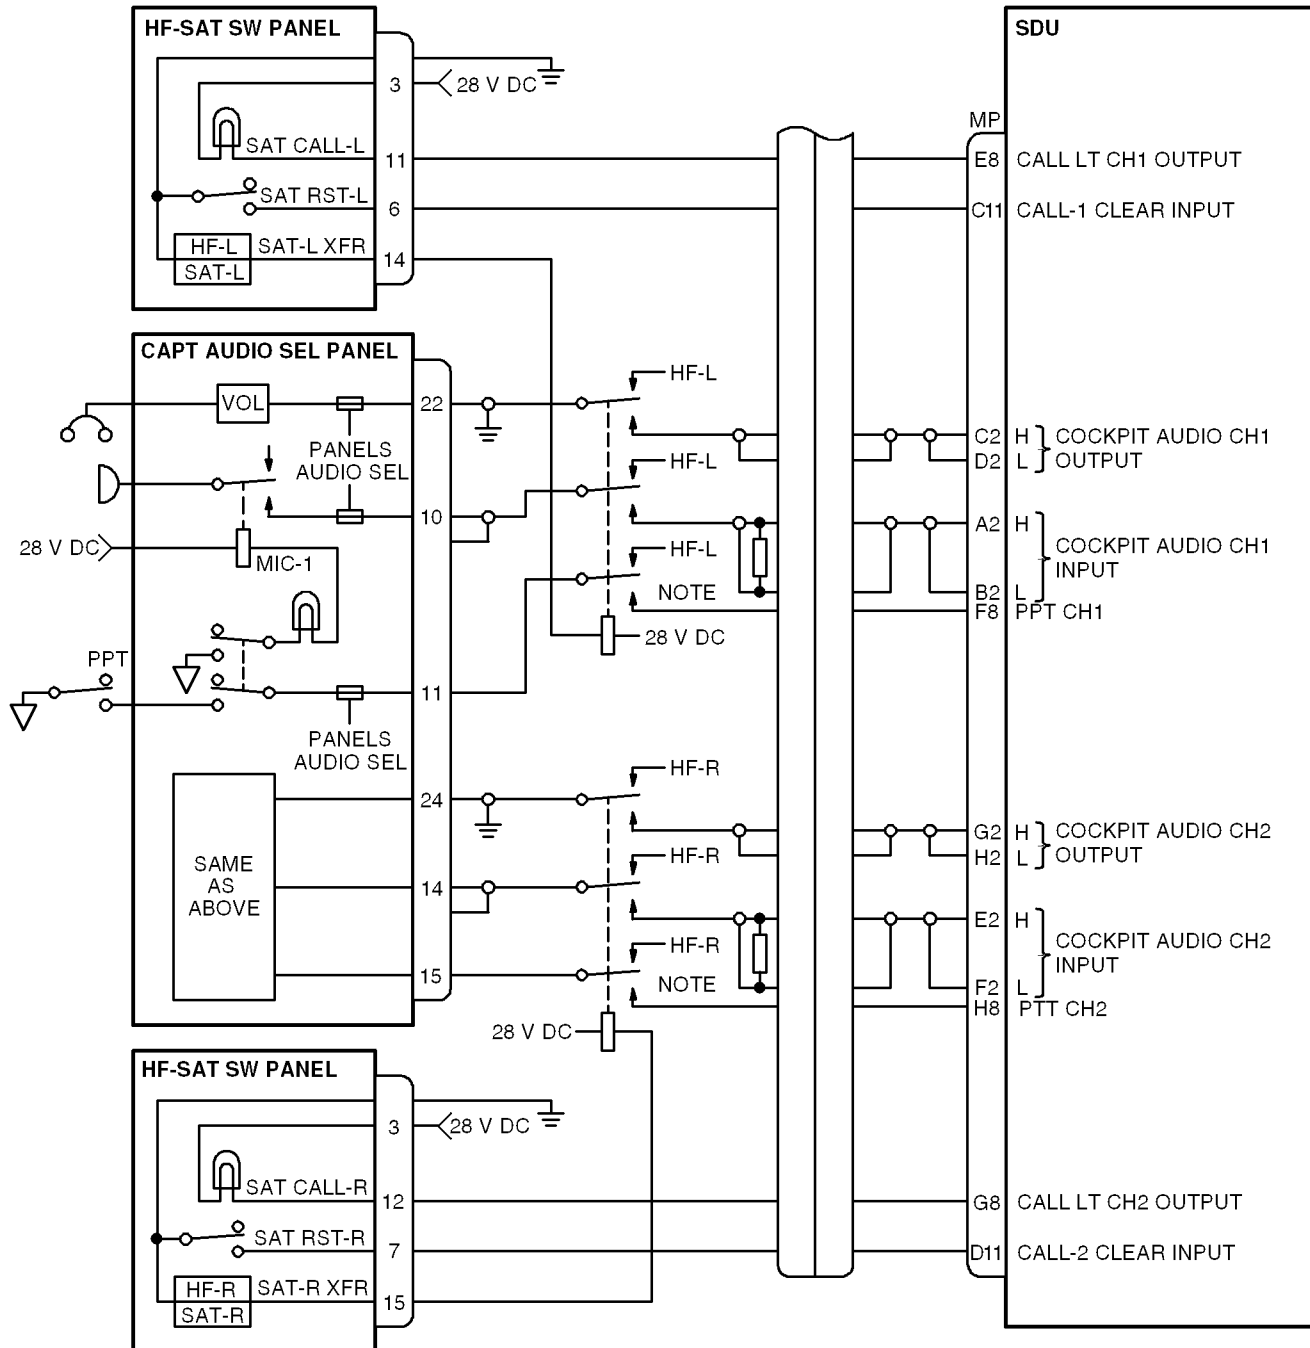 HF-SAT SW PANEL
3
28 V DC
SAT CALL-L
11
SAT RST-L
6
HF-L
SAT-L
SAT-L XFR
14
SDU
MP
E8 CALL LT CH1 OUTPUT
C11 CALL-1 CLEAR INPUT
CAPT AUDIO SEL PANEL
VOL
22
PANELS
AUDIO SEL
10
28 V DC
MIC-1
PPT
11
PANELS
AUDIO SEL
HF-L
HF-L
HF-L
NOTE
28 V DC
C2 H COCKPIT AUDIO CH1
D2 L OUTPUT
A2 H
COCKPIT AUDIO CH1
INPUT
B2 L
F8 PPT CH1
SAME
AS
ABOVE
24
14
15
HF-R
HF-R
HF-R
NOTE
28 V DC
G2 H COCKPIT AUDIO CH2
H2 L OUTPUT
E2 H
COCKPIT AUDIO CH2
INPUT
F2 L
H8 PTT CH2
HF-SAT SW PANEL
3
28 V DC
SAT CALL-R
12
SAT RST-R
7
HF-R
SAT-R
SAT-R XFR
15
G8 CALL LT CH2 OUTPUT
D11 CALL-2 CLEAR INPUT